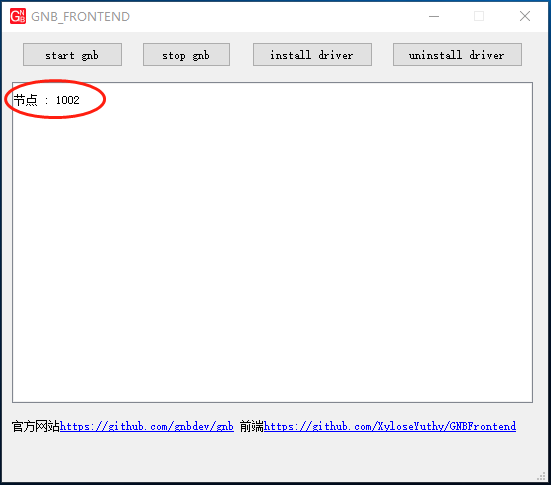 GNB GNB_FRONTEND
start gnb stop gnb install driver uninstall driver
节点 : 1002
官方网站https://github.com/gnbdev/gnb 前端https://github.com/XyloseYuthy/GNBFrontend